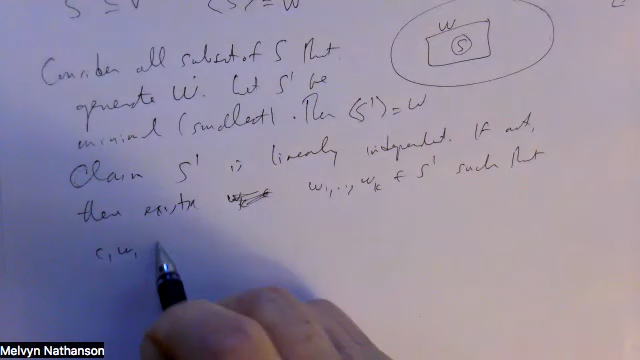 S ⊆ V    ⟨S⟩ = W
W
S
Consider all subset of S that
generate W. Let S' be
minimal (smallest). Then ⟨S'⟩ = W
Claim S' is linearly independent. If not,
then exists w₁, .., wₖ ∈ S' such that
c₁w₁
Melvyn Nathanson